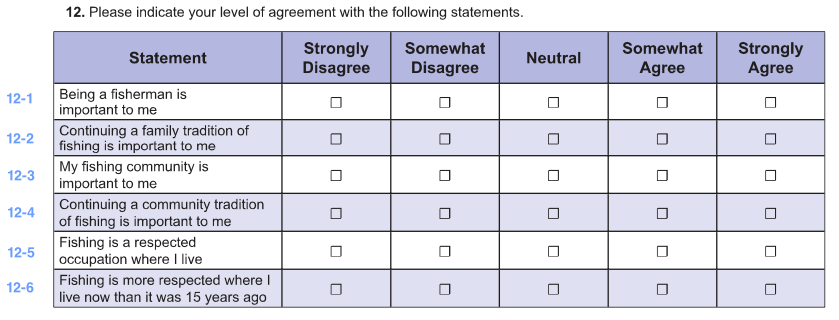 12. Please indicate your level of agreement with the following statements.
Statement
Strongly
Disagree
Somewhat
Disagree
Neutral
Somewhat
Agree
Strongly
Agree
12-1
Being a fisherman is
important to me
12-2
Continuing a family tradition of
fishing is important to me
12-3
My fishing community is
important to me
12-4
Continuing a community tradition
of fishing is important to me
12-5
Fishing is a respected
occupation where I live
12-6
Fishing is more respected where I
live now than it was 15 years ago